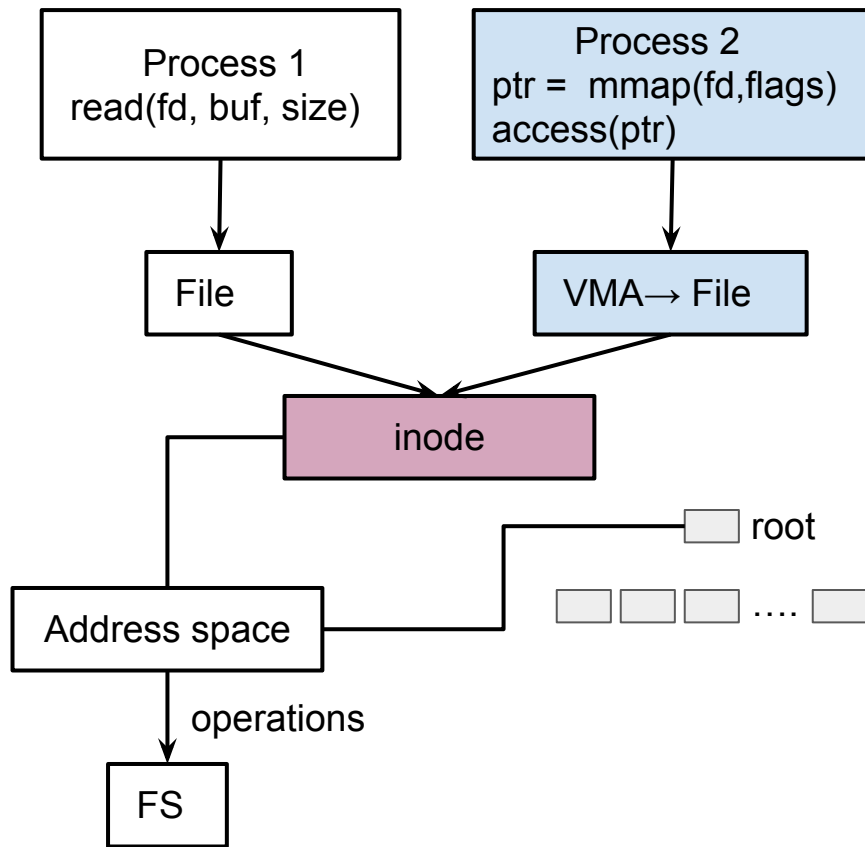 Process 1
read(fd, buf, size)
Process 2
ptr =  mmap(fd,flags)
access(ptr)
File
VMA→ File
inode
root
....
Address space
operations
FS